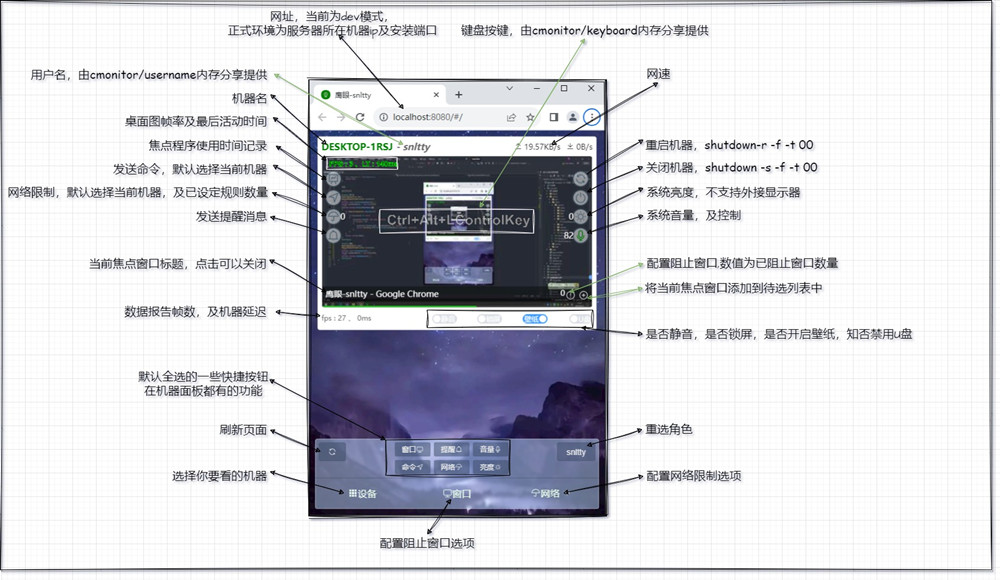 网址，当前为dev模式，
正式环境为服务器所在机器ip及安装端口
键盘按键，由cmonitor/keyboard内存分享提供
用户名，由cmonitor/username内存分享提供
网速
机器名
桌面图帧率及最后活动时间
焦点程序使用时间记录
发送命令，默认选择当前机器
网络限制，默认选择当前机器，及已设定规则数量
发送提醒消息
当前焦点窗口标题，点击可以关闭
数据报告帧数，及机器延迟
默认全选的一些快捷按钮
在机器面板都有的功能
刷新页面
选择你要看的机器
鹰眼-snltty
localhost:8080/#/
DESKTOP-1RSJ - snltty
19.57KB/s
0B/s
0
Ctrl+Alt+LControlKey
0
82
鹰眼-snltty - Google Chrome
0
fps : 27 、 0ms
壁纸
窗口
提醒
音量
命令
网络
亮度
snltty
设备
窗口
网络
重启机器，shutdown-r -f -t 00
关闭机器，shutdown -s -f -t 00
系统亮度，不支持外接显示器
系统音量，及控制
配置阻止窗口,数值为已阻止窗口数量
将当前焦点窗口添加到待选列表中
是否静音，是否锁屏，是否开启壁纸，知否禁用u盘
重选角色
配置网络限制选项
配置阻止窗口选项